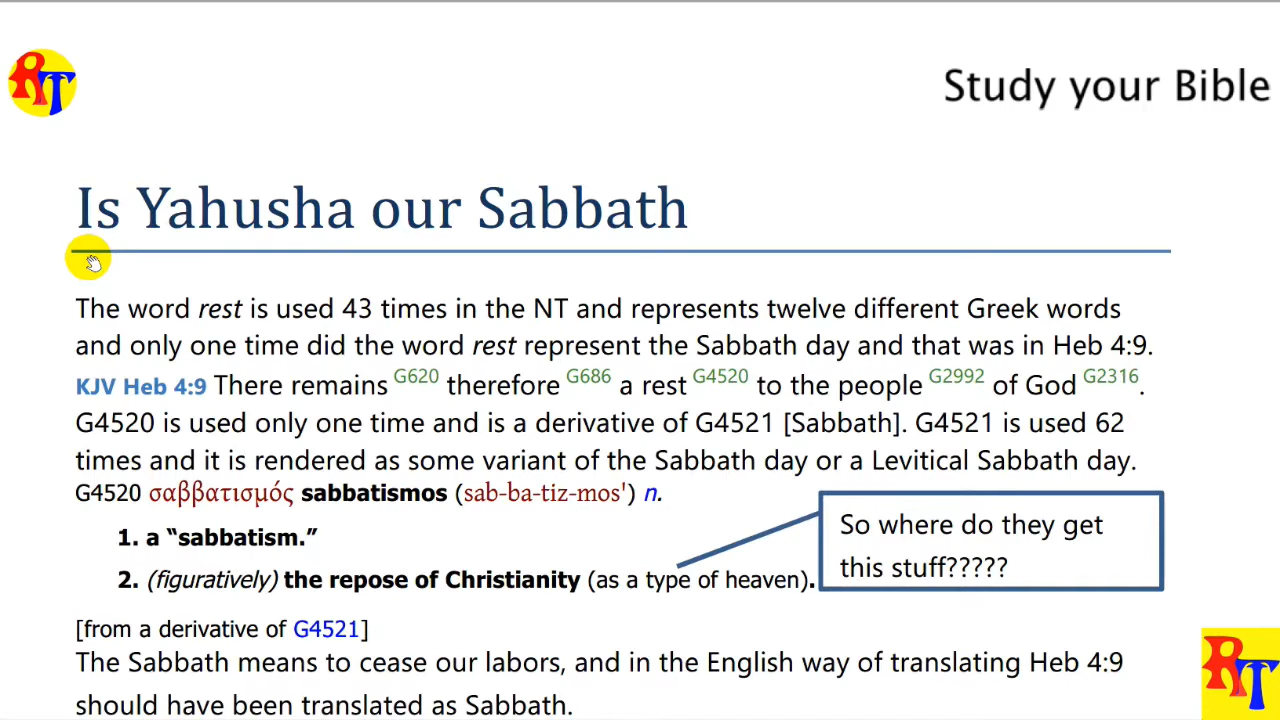 RT
Study your Bible
Is Yahusha our Sabbath
The word rest is used 43 times in the NT and represents twelve different Greek words
and only one time did the word rest represent the Sabbath day and that was in Heb 4:9.
KJV Heb 4:9 There remains G620 therefore G686 a rest G4520 to the people G2992 of God G2316.
G4520 is used only one time and is a derivative of G4521 [Sabbath]. G4521 is used 62
times and it is rendered as some variant of the Sabbath day or a Levitical Sabbath day.
G4520 σαββατισμός sabbatismos (sab-ba-tiz-mos') n.
1. a “sabbatism.”
2. (figuratively) the repose of Christianity (as a type of heaven).
So where do they get
this stuff?????
[from a derivative of G4521]
The Sabbath means to cease our labors, and in the English way of translating Heb 4:9
should have been translated as Sabbath.
RT